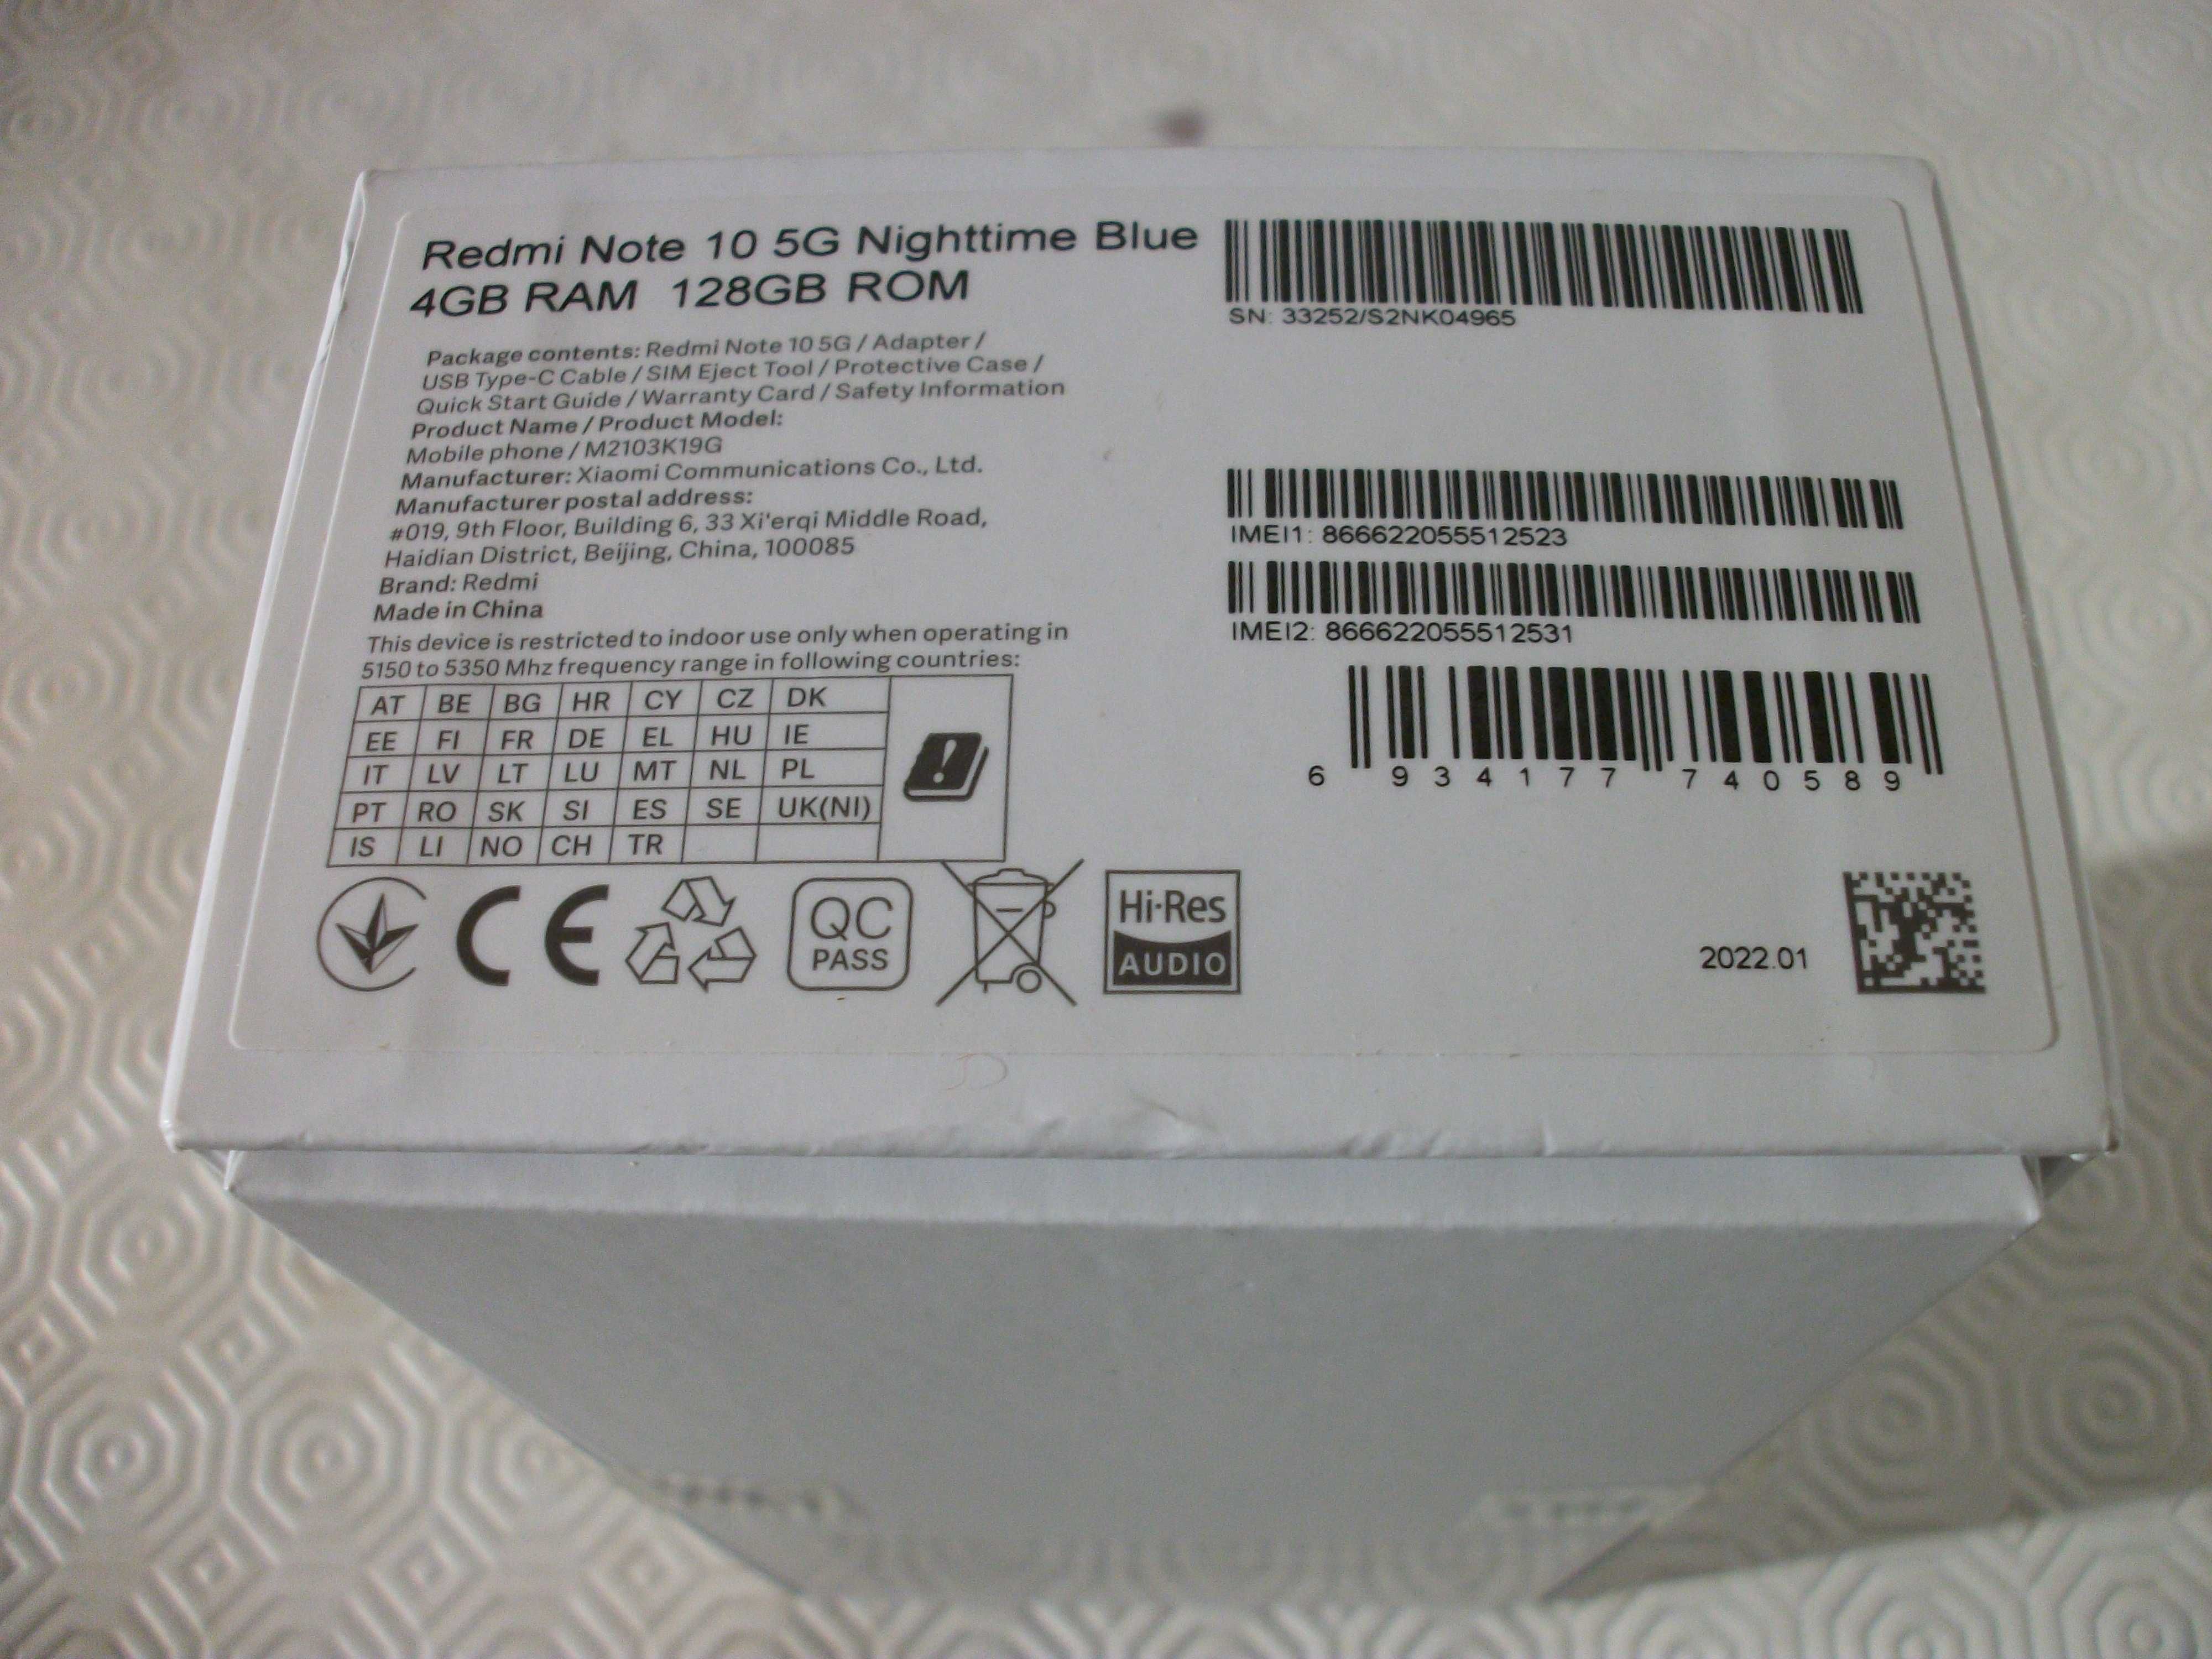 Redmi Note 10 5G Nighttime Blue
4GB RAM 128GB ROM
Package contents: Redmi Note 10 5G / Adapter /
USB Type-C Cable / SIM Eject Tool / Protective Case /
Quick Start Guide / Warranty Card / Safety Information
Product Name / Product Model:
Mobile phone / M2103K19G
Manufacturer: Xiaomi Communications Co., Ltd.
Manufacturer postal address:
#019, 9th Floor, Building 6, 33 Xi'erqi Middle Road,
Haidian District, Beijing, China, 100085
Brand: Redmi
Made in China
This device is restricted to indoor use only when operating in
5150 to 5350 Mhz frequency range in following countries:
AT BE BG HR CY CZ DK
EE FI FR DE EL HU IE
IT LV LT LU MT NL PL
PT RO SK SI ES SE UK(NI)
IS LI NO CH TR
CE
QC
PASS
Hi-Res
AUDIO
SN: 33252/S2NK04965
IMEI1: 866622055512523
IMEI2: 866622055512531
6 934177 740589
2022.01